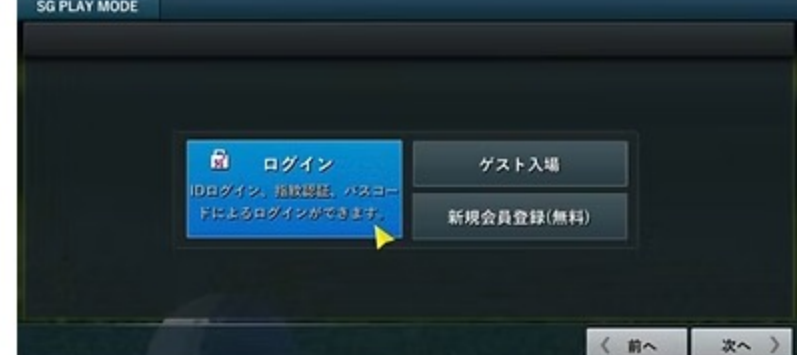 SG PLAY MODE
ログイン
IDログイン、指紋認証、パスコー
ドによるログインができます。
ゲスト入場
新規会員登録(無料)
〈 前へ
次へ 〉